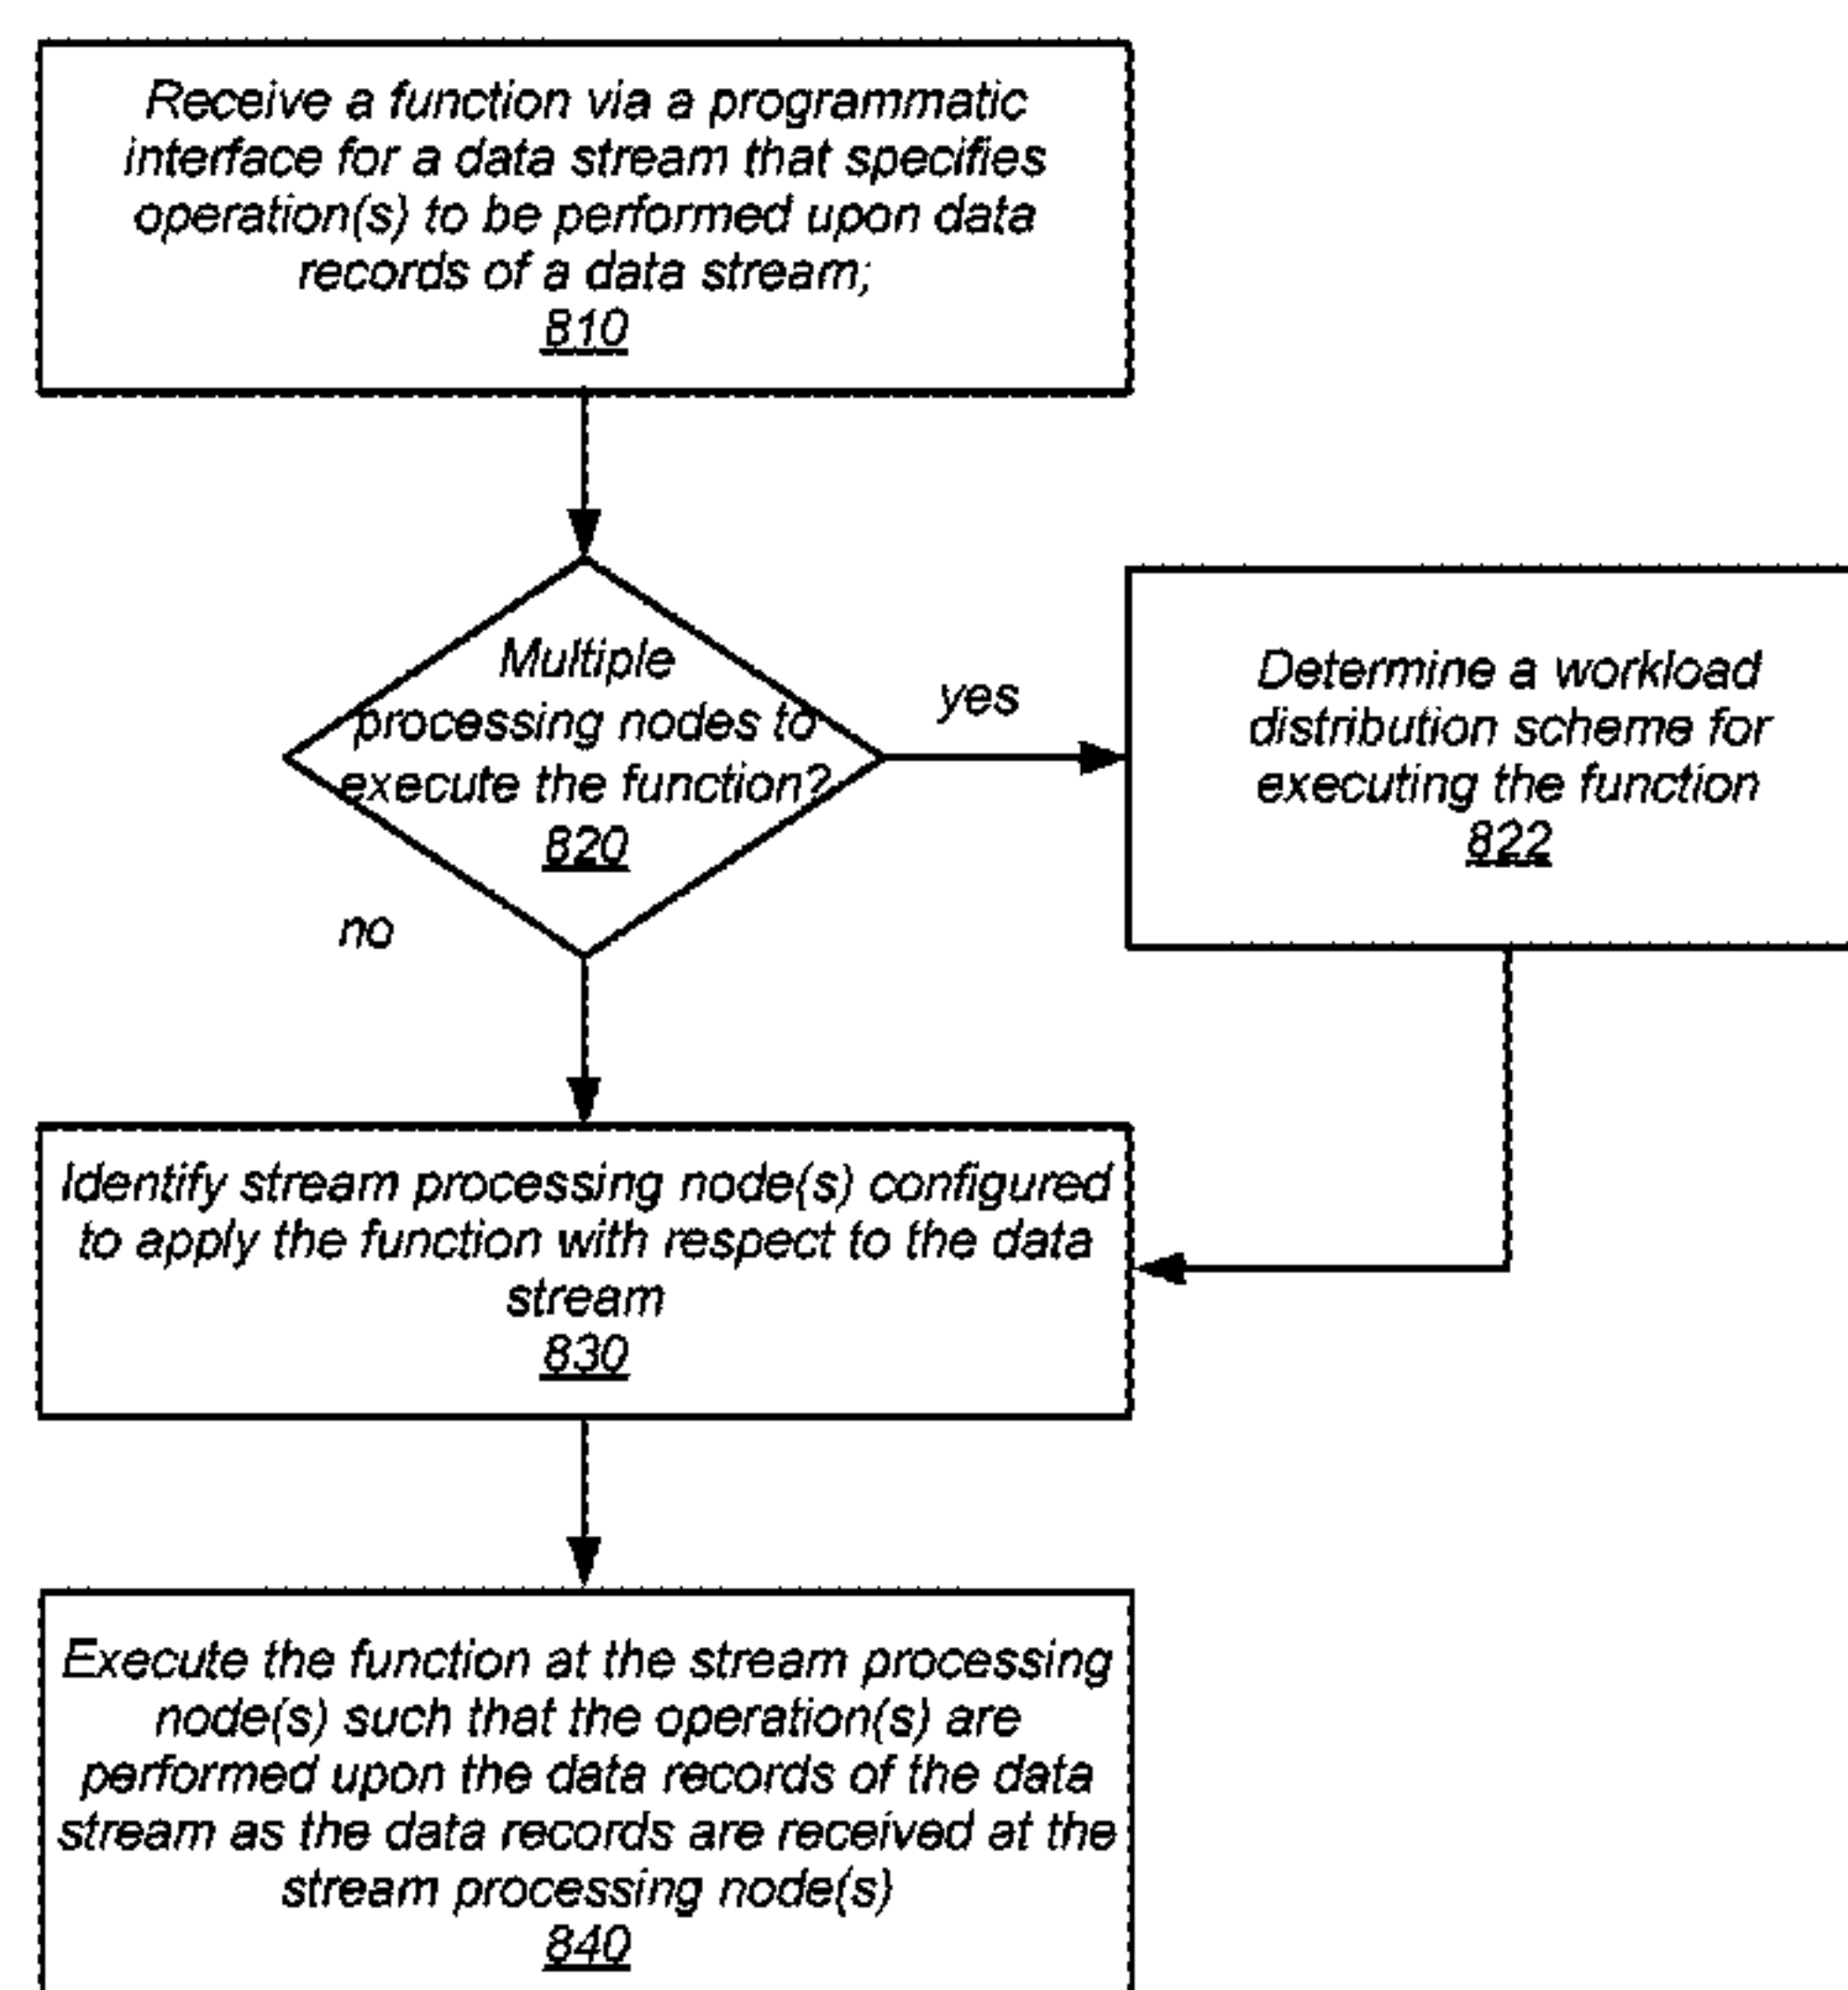 Receive a function via a programmatic
interface for a data stream that specifies
operation(s) to be performed upon data
records of a data stream;
810
Multiple
processing nodes to
execute the function?
820
yes
Determine a workload
distribution scheme for
executing the function
822
no
Identify stream processing node(s) configured
to apply the function with respect to the data
stream
830
Execute the function at the stream processing
node(s) such that the operation(s) are
performed upon the data records of the data
stream as the data records are received at the
stream processing node(s)
840